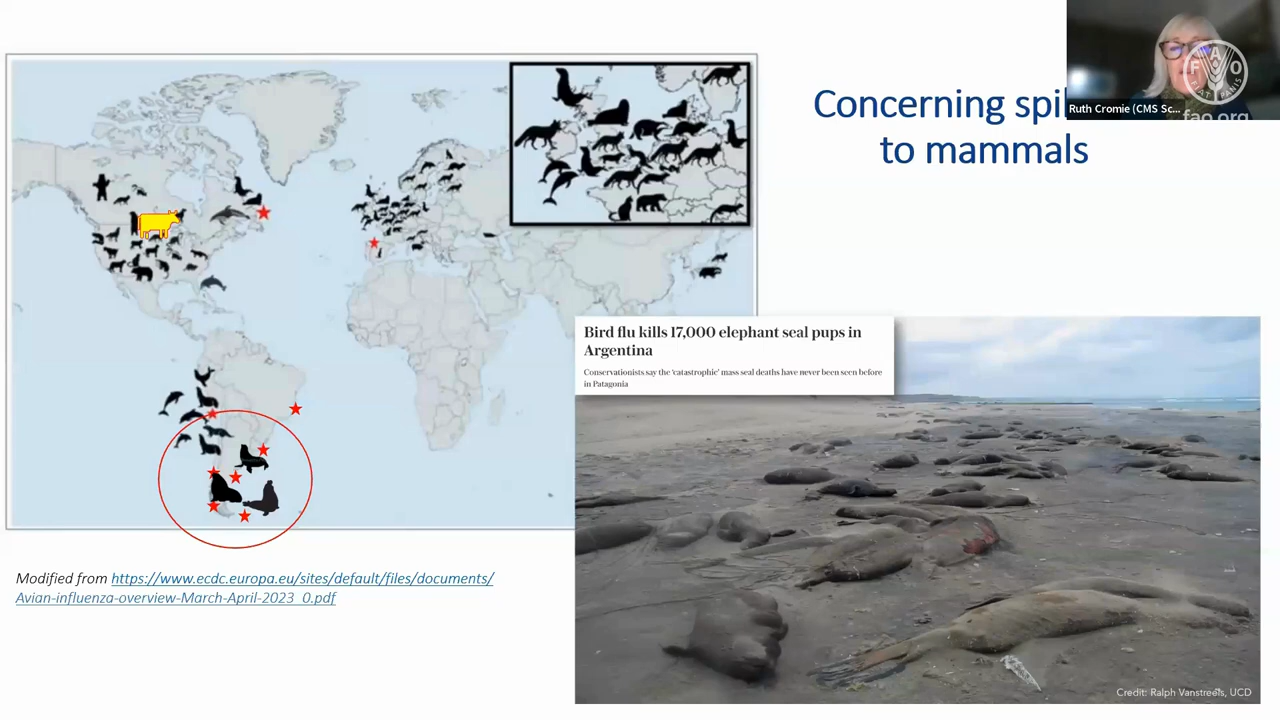 Concerning
to mammals
Ruth Cromie (CMS Sc...
F A O
PANIS
fao.org
Bird flu kills 17,000 elephant seal pups in
Argentina
Conservationists say the 'catastrophic' mass seal deaths have never been seen before
in Patagonia
Modified from https://www.ecdc.europa.eu/sites/default/files/documents/
Avian-influenza-overview-March-April-2023_0.pdf
Credit: Ralph Vanstreels, UCD